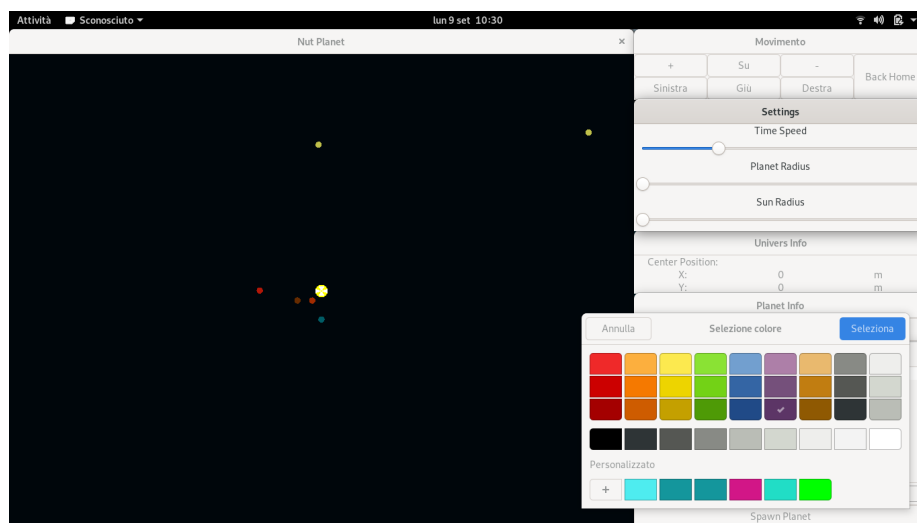 Attività Sconosciuto lun 9 set 10:30
Nut Planet ×
Movimento
+ Su - Back Home
Sinistra Giù Destra
Settings
Time Speed
Planet Radius
Sun Radius
Univers Info
Center Position:
X: 0 m
Y: 0 m
Planet Info
Annulla Selezione colore Seleziona
Personalizzato
+
Spawn Planet